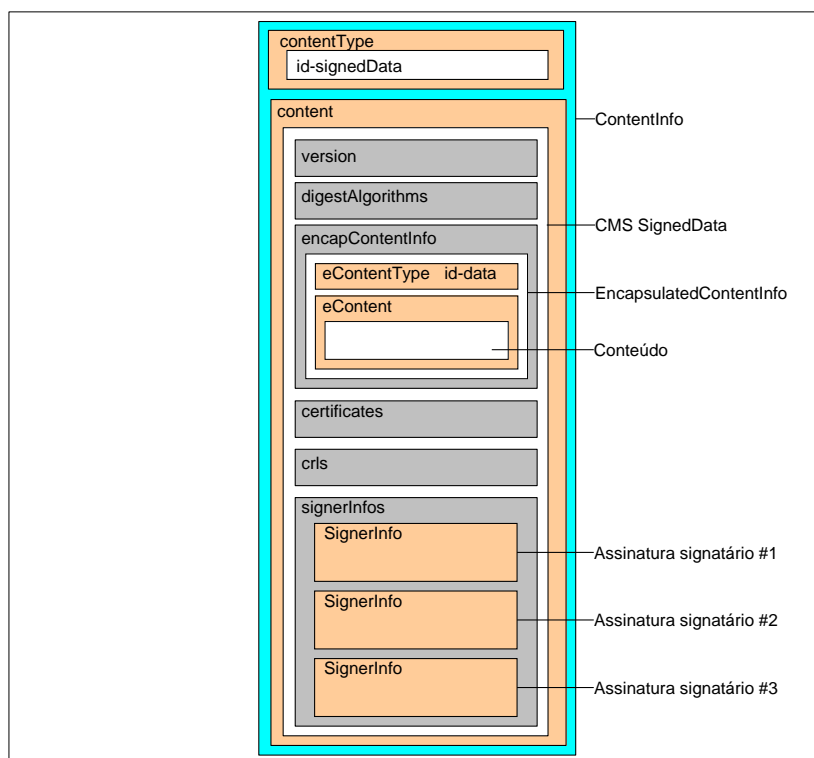 contentType
id-signedData
content
ContentInfo
version
digestAlgorithms
CMS SignedData
encapContentInfo
eContentType id-data
EncapsulatedContentInfo
eContent
Conteúdo
certificates
crls
signerInfos
SignerInfo
Assinatura signatário #1
SignerInfo
Assinatura signatário #2
SignerInfo
Assinatura signatário #3